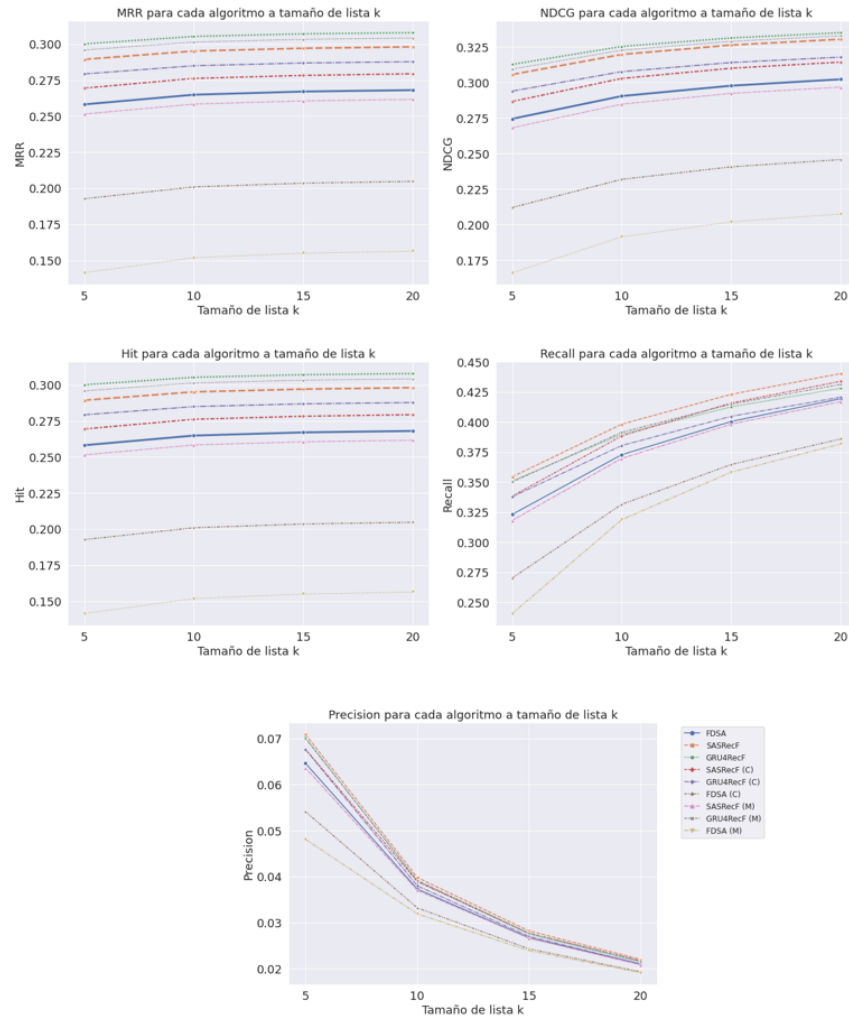 MRR para cada algoritmo a tamaño de lista k
0.300
0.275
0.250
0.225
0.200
0.175
0.150
MRR
5 10 15 20
Tamaño de lista k
NDCG para cada algoritmo a tamaño de lista k
0.325
0.300
0.275
0.250
0.225
0.200
0.175
NDCG
5 10 15 20
Tamaño de lista k
Hit para cada algoritmo a tamaño de lista k
0.300
0.275
0.250
0.225
0.200
0.175
0.150
Hit
5 10 15 20
Tamaño de lista k
Recall para cada algoritmo a tamaño de lista k
0.450
0.425
0.400
0.375
0.350
0.325
0.300
0.275
0.250
Recall
5 10 15 20
Tamaño de lista k
Precision para cada algoritmo a tamaño de lista k
0.07
0.06
0.05
0.04
0.03
0.02
Precision
5 10 15 20
Tamaño de lista k
FDSA
SASRecF
GRU4RecF
SASRecF (C)
GRU4RecF (C)
FDSA (C)
SASRecF (M)
GRU4RecF (M)
FDSA (M)